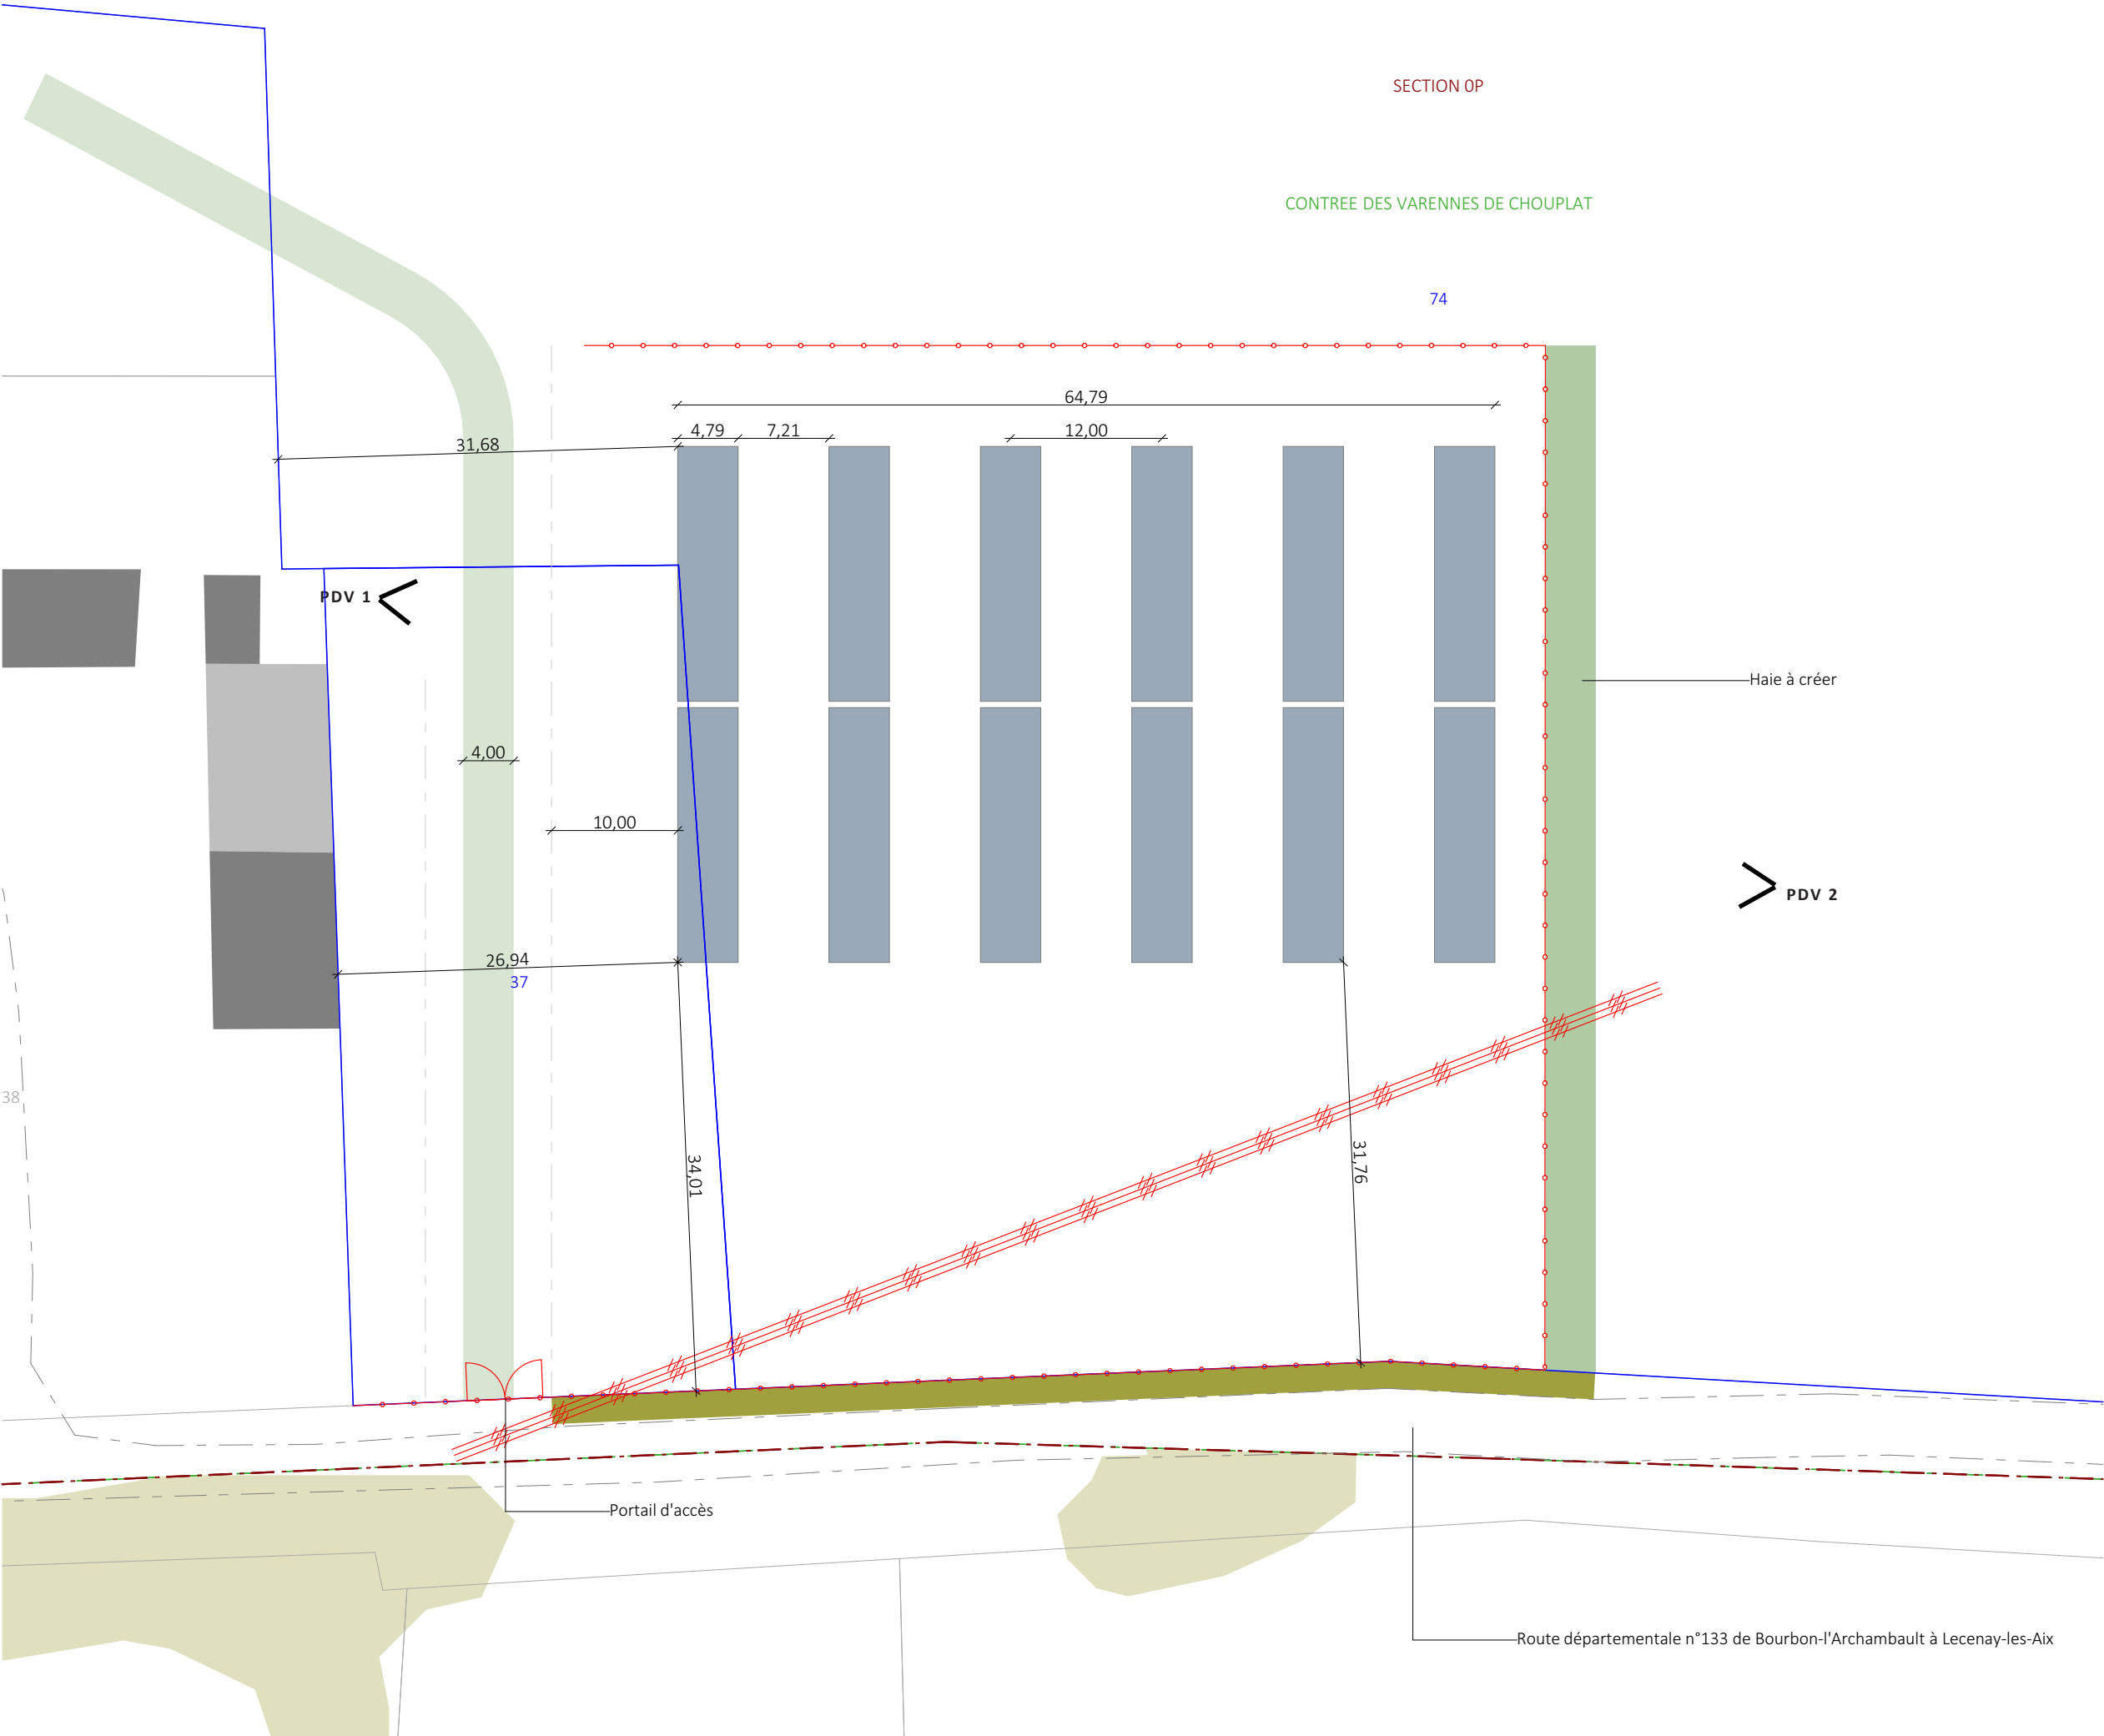 SECTION 0P
CONTREE DES VARENNES DE CHOUPLAT
74
64,79
4,79
7,21
12,00
31,68
PDV 1
Haie à créer
4,00
10,00
PDV 2
26,94
37
38
34,01
31,76
Portail d'accès
Route départementale n°133 de Bourbon-l'Archambault à Lecenay-les-Aix